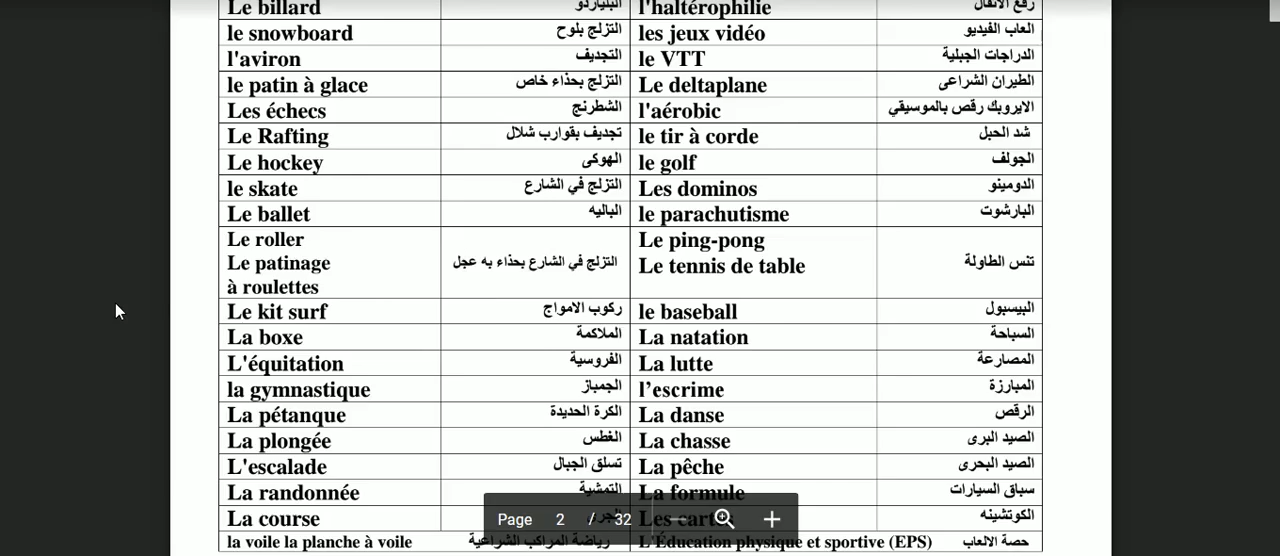 Le billard البلياردو l'haltérophilie رفع الاثقال
le snowboard التزلج بلوح les jeux vidéo العاب الفيديو
l'aviron التجديف le VTT الدراجات الجبلية
le patin à glace التزلج بحذاء خاص Le deltaplane الطيران الشراعى
Les échecs الشطرنج l'aérobic الايروبك رقص بالموسيقي
Le Rafting تجديف بقوارب شلال le tir à corde شد الحبل
Le hockey الهوكى le golf الجولف
le skate التزلج في الشارع Les dominos الدومينو
Le ballet الباليه le parachutisme البارشوت
Le roller Le ping-pong
Le patinage التزلج في الشارع بحذاء به عجل Le tennis de table تنس الطاولة
à roulettes
Le kit surf ركوب الامواج le baseball البيسبول
La boxe الملاكمة La natation السباحة
L'équitation الفروسية La lutte المصارعة
la gymnastique الجمباز l’escrime المبارزة
La pétanque الكرة الحديدة La danse الرقص
La plongée الغطس La chasse الصيد البرى
L'escalade تسلق الجبال La pêche الصيد البحرى
La randonnée التمشية La formule سباق السيارات
La course Les cartes الكوتشينه
Page 2 / 32
la voile la planche à voile رياضة المراكب الشراعية L'Éducation physique et sportive (EPS) حصة الالعاب